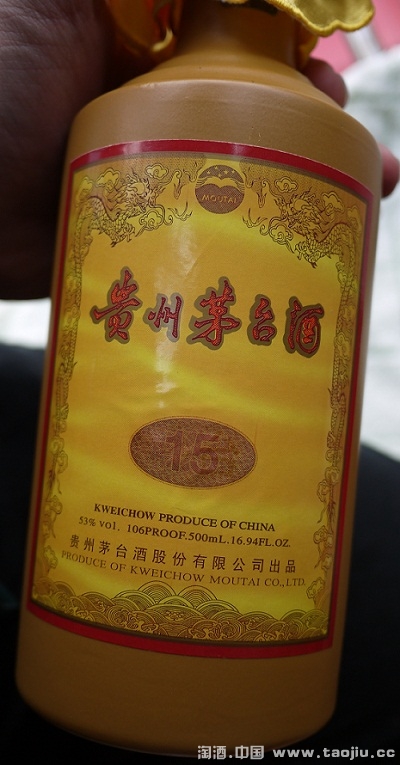 MOUTAI
贵州茅台酒
15
KWEICHOW PRODUCE OF CHINA
53% vol. 106PROOF.500mL.16.94FL.OZ.
贵州茅台酒股份有限公司出品
PRODUCE OF KWEICHOW MOUTAI CO.,LTD.
淘酒.中国 www.taojiu.cc